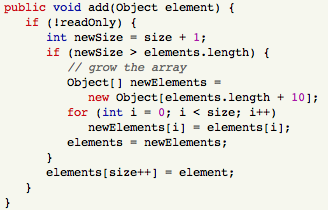 public void add(Object element) {
    if (!readOnly) {
        int newSize = size + 1;
        if (newSize > elements.length) {
            // grow the array
            Object[] newElements =
                new Object[elements.length + 10];
            for (int i = 0; i < size; i++)
                newElements[i] = elements[i];
            elements = newElements;
        }
        elements[size++] = element;
    }
}